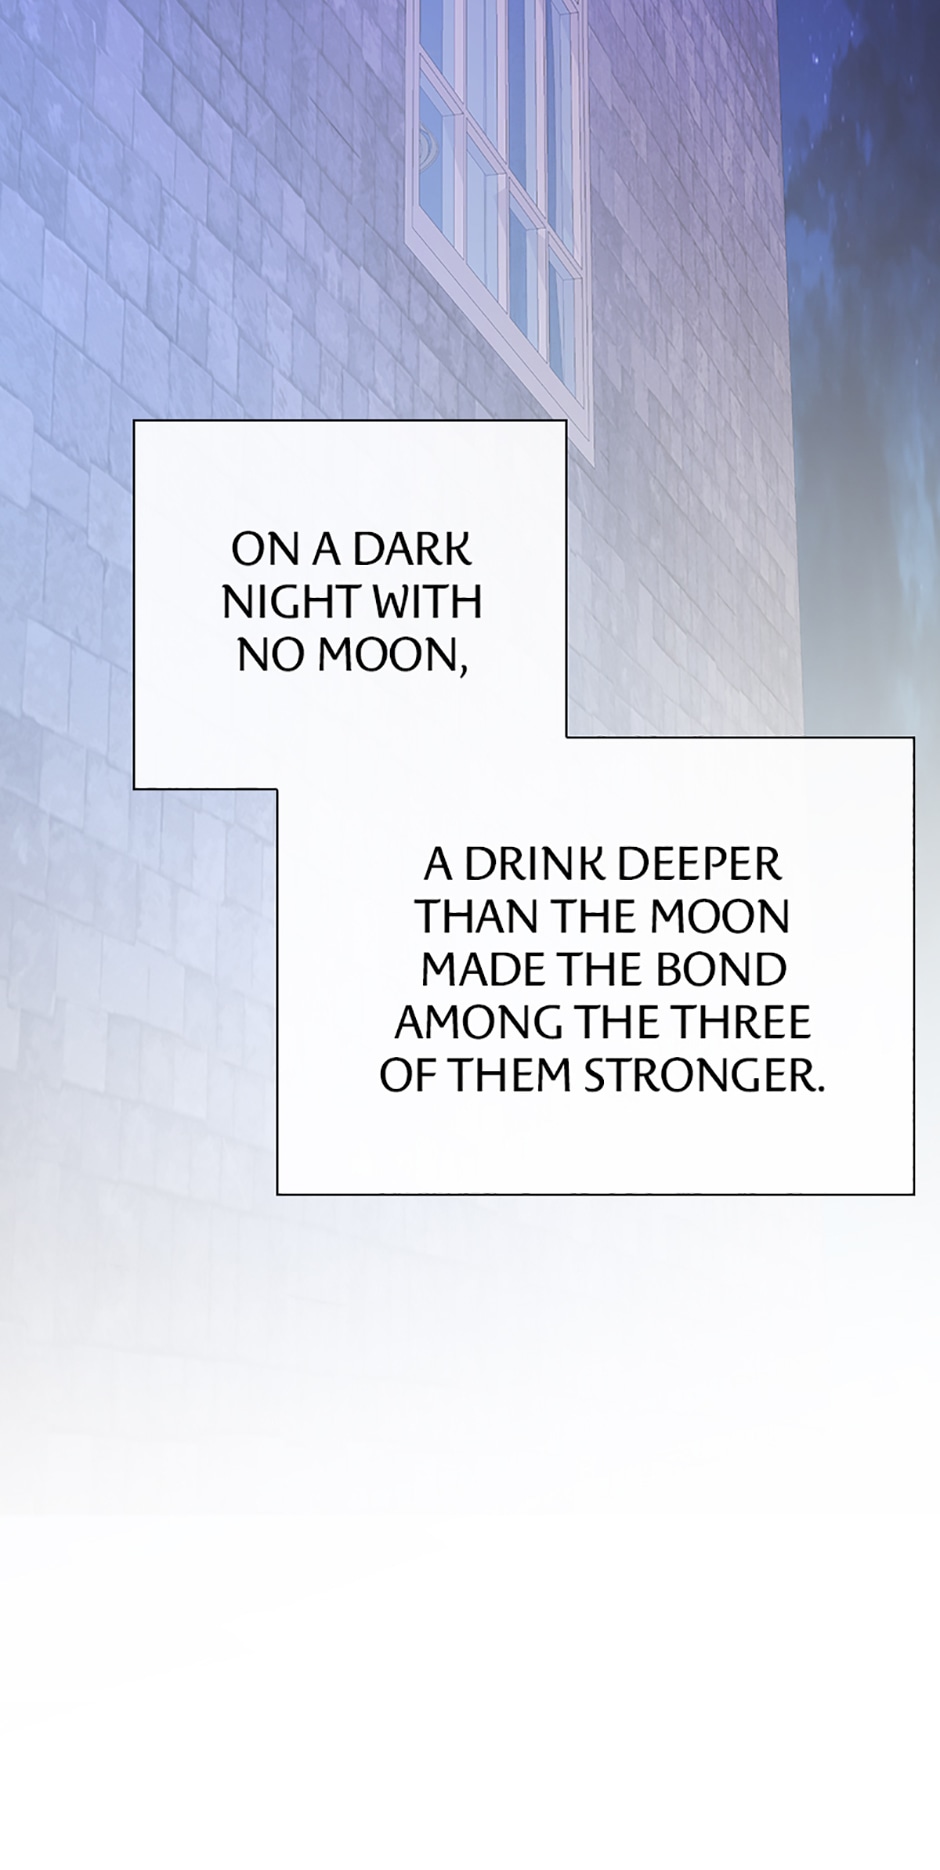 ON A DARK
NIGHT WITH
NO MOON,
A DRINK DEEPER
THAN THE MOON
MADE THE BOND
AMONG THE THREE
OF THEM STRONGER.